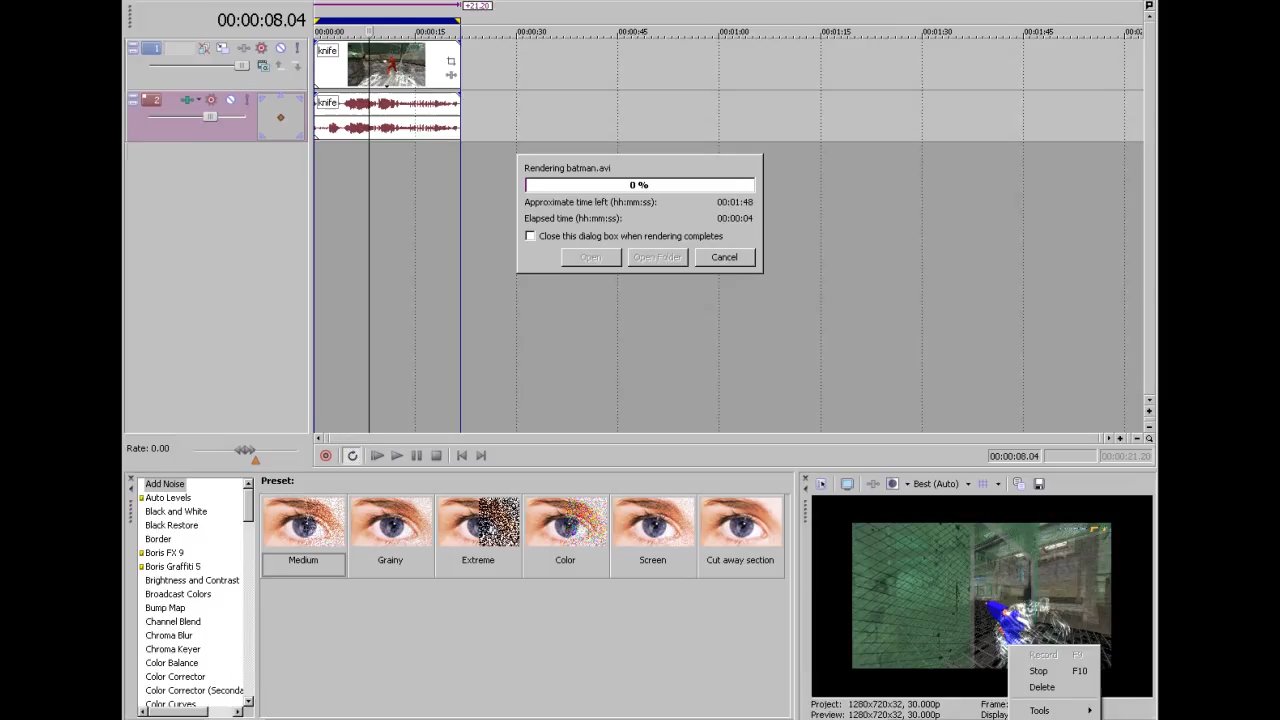 +21.20
00:00:08.04
00:00:00
00:00:15
00:00:30
00:00:45
00:01:00
00:01:15
00:01:30
00:01:45
00:0
1
knife
2
knife
Rendering batman.avi
0 %
Approximate time left (hh:mm:ss):
00:01:48
Elapsed time (hh:mm:ss):
00:00:04
Close this dialog box when rendering completes
Open
Open Folder
Cancel
Rate: 0.00
00:00:08.04
00:00:21.20
Add Noise
Auto Levels
Black and White
Black Restore
Border
Boris FX 9
Boris Graffiti 5
Brightness and Contrast
Broadcast Colors
Bump Map
Channel Blend
Chroma Blur
Chroma Keyer
Color Balance
Color Corrector
Color Corrector (Seconda
Color Curves
Preset:
Medium
Grainy
Extreme
Color
Screen
Cut away section
Best (Auto)
Record F9
Stop F10
Delete
Tools
Project: 1280x720x32, 30.000p
Frame:
Preview: 1280x720x32, 30.000p
Display